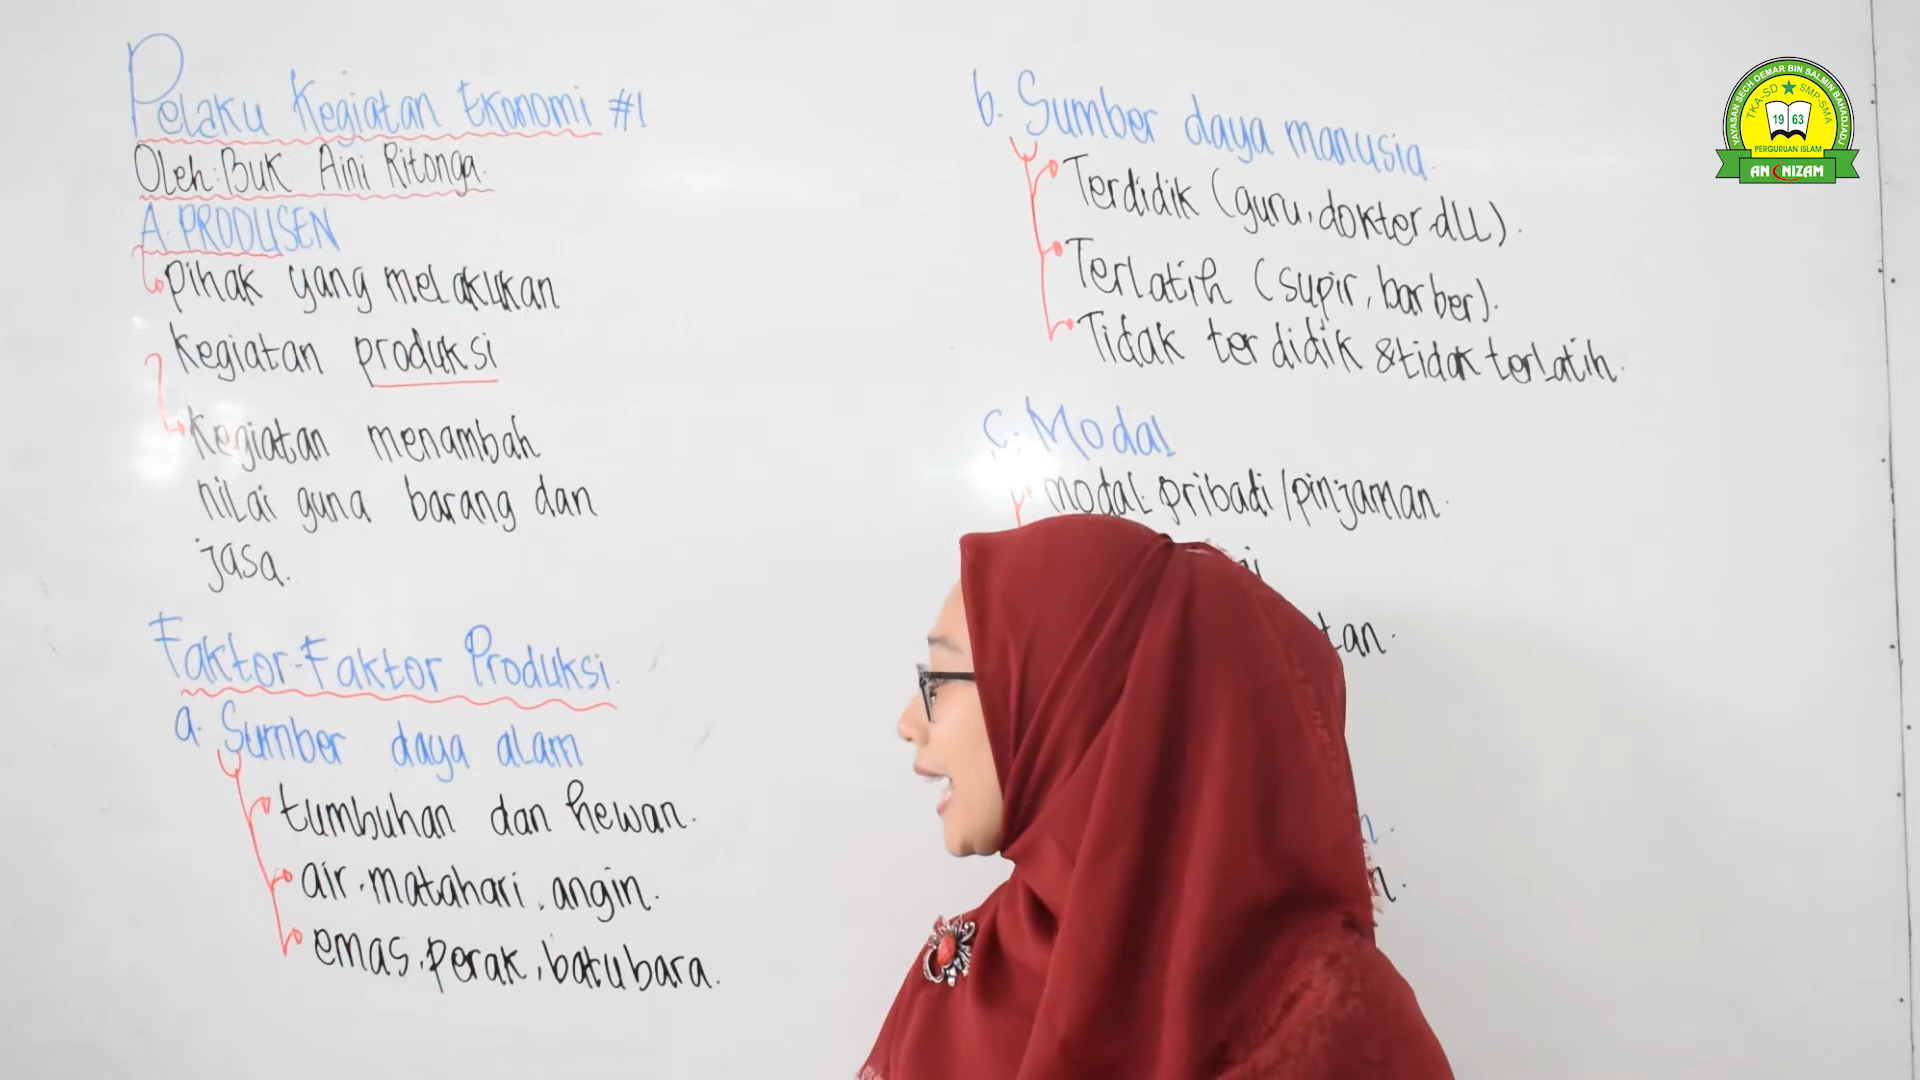 Pelaku Kegiatan Ekonomi #1
Oleh: Buk Aini Ritonga.
A. PRODUSEN
Pihak yang melakukan
Kegiatan produksi
Kegiatan menambah
nilai guna barang dan
jasa.
Faktor-Faktor Produksi.
a. Sumber daya alam
tumbuhan dan hewan.
air, matahari, angin.
emas, perak, batubara.
b. Sumber daya manusia.
Terdidik (guru, dokter, dll).
Terlatih (supir, barber).
Tidak terdidik & tidak terlatih.
c. Modal
modal pribadi/pinjaman.
YAYASAN SECH OEMAR BIN SALMIN BAHADJADJ
TKA-SD SMP-SMA
19 63
PERGURUAN ISLAM
AN NIZAM